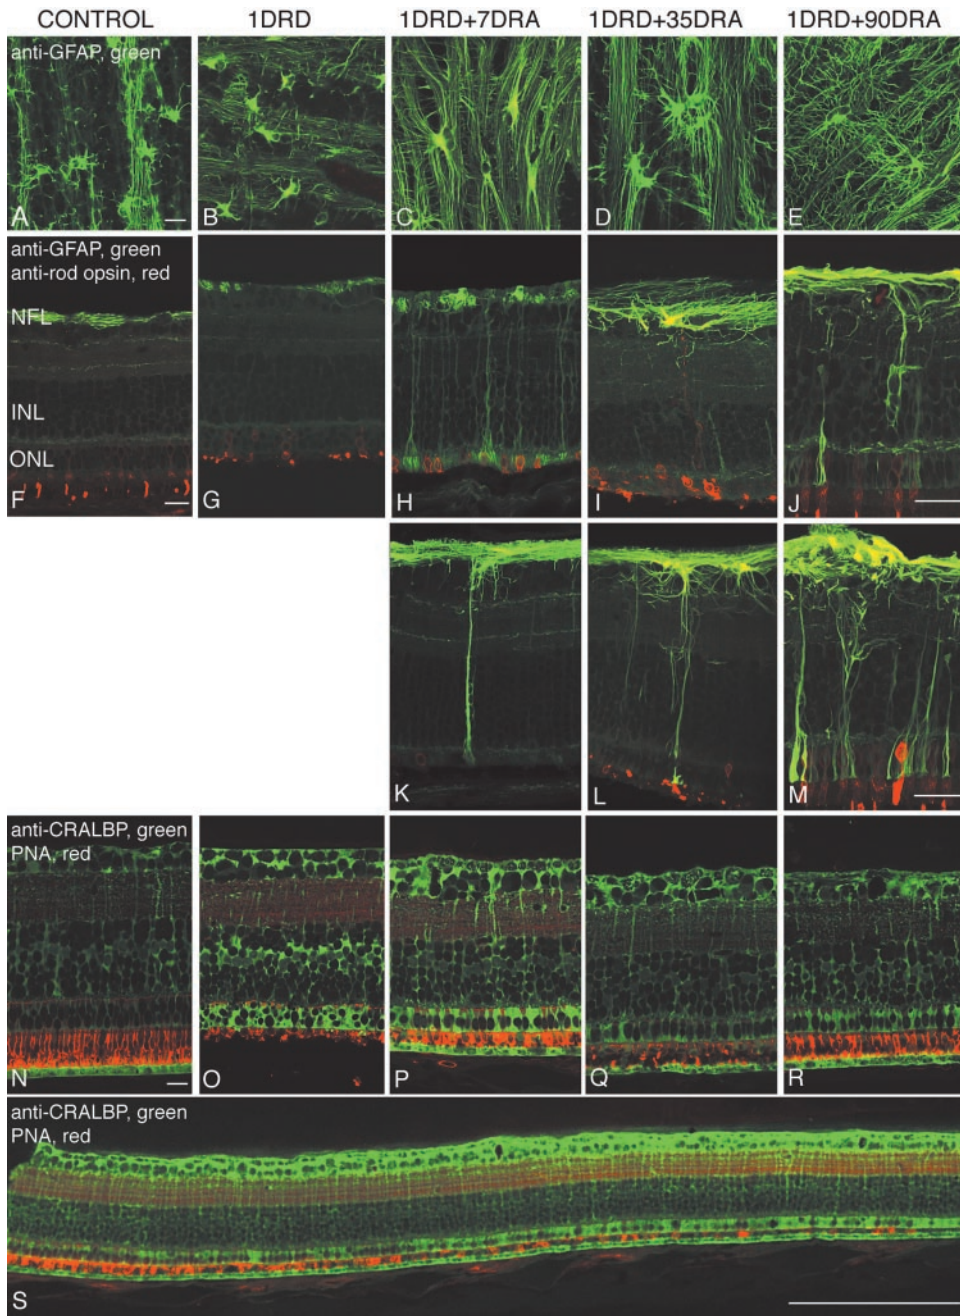 CONTROL 1DRD 1DRD+7DRA 1DRD+35DRA 1DRD+90DRA
anti-GFAP, green
A B C D E
anti-GFAP, green
anti-rod opsin, red
NFL
INL
ONL
F G H I J
K L M
anti-CRALBP, green
PNA, red
N O P Q R
anti-CRALBP, green
PNA, red
S